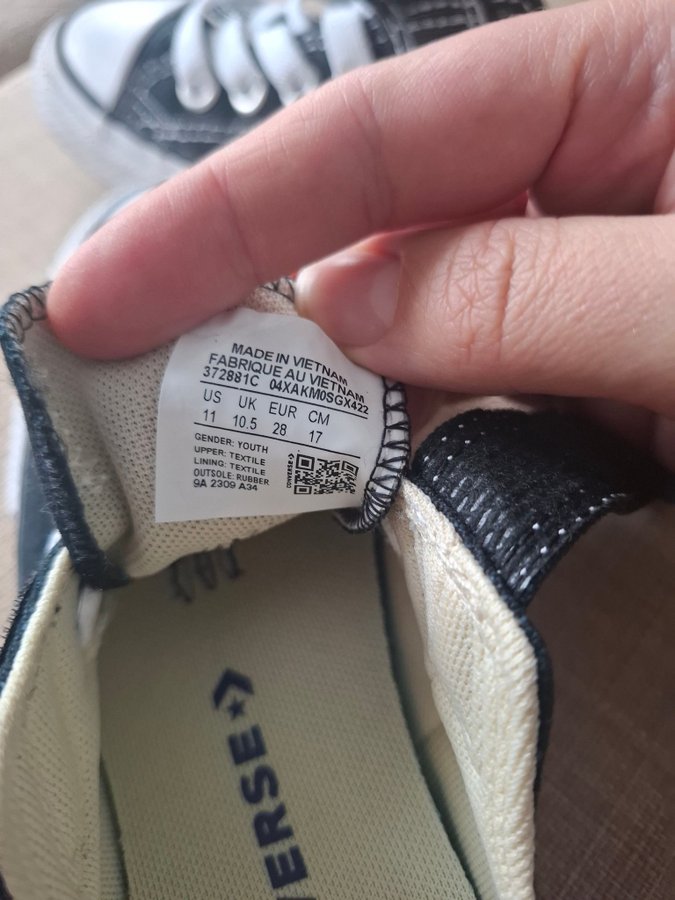 MADE IN VIETNAM
FABRIQUE AU VIETNAM
372881C 04XAKM0SGX422
US UK EUR CM
11 10.5 28 17
GENDER: YOUTH
UPPER: TEXTILE
LINING: TEXTILE
OUTSOLE: RUBBER
9A 2309 A34
CONVERSE
VERSE